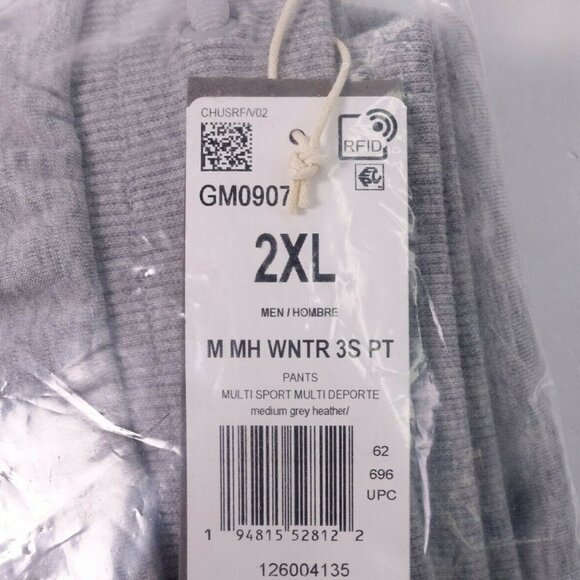 CHUSRF/V02
RFID
GM0907
2XL
MEN / HOMBRE
M MH WNTR 3S PT
PANTS
MULTI SPORT MULTI DEPORTE
medium grey heather/
62
696
UPC
1 94815 52812 2
126004135